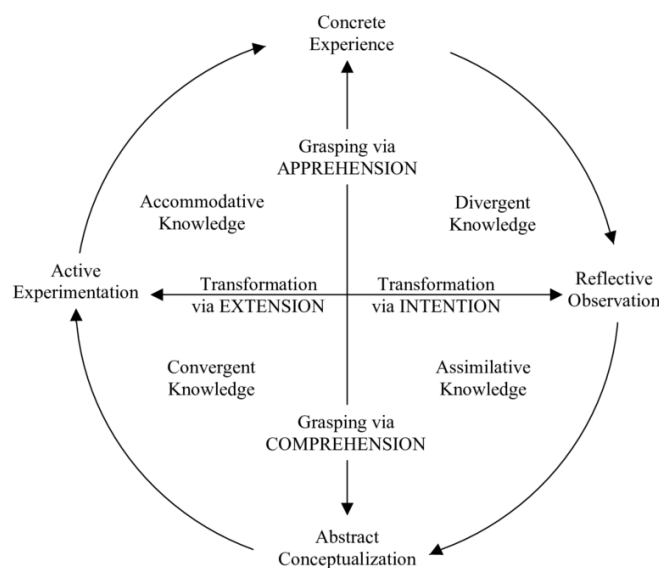 Concrete
Experience
Grasping via
APPREHENSION
Accommodative
Knowledge
Divergent
Knowledge
Active
Experimentation
Transformation
via EXTENSION
Transformation
via INTENTION
Reflective
Observation
Convergent
Knowledge
Assimilative
Knowledge
Grasping via
COMPREHENSION
Abstract
Conceptualization